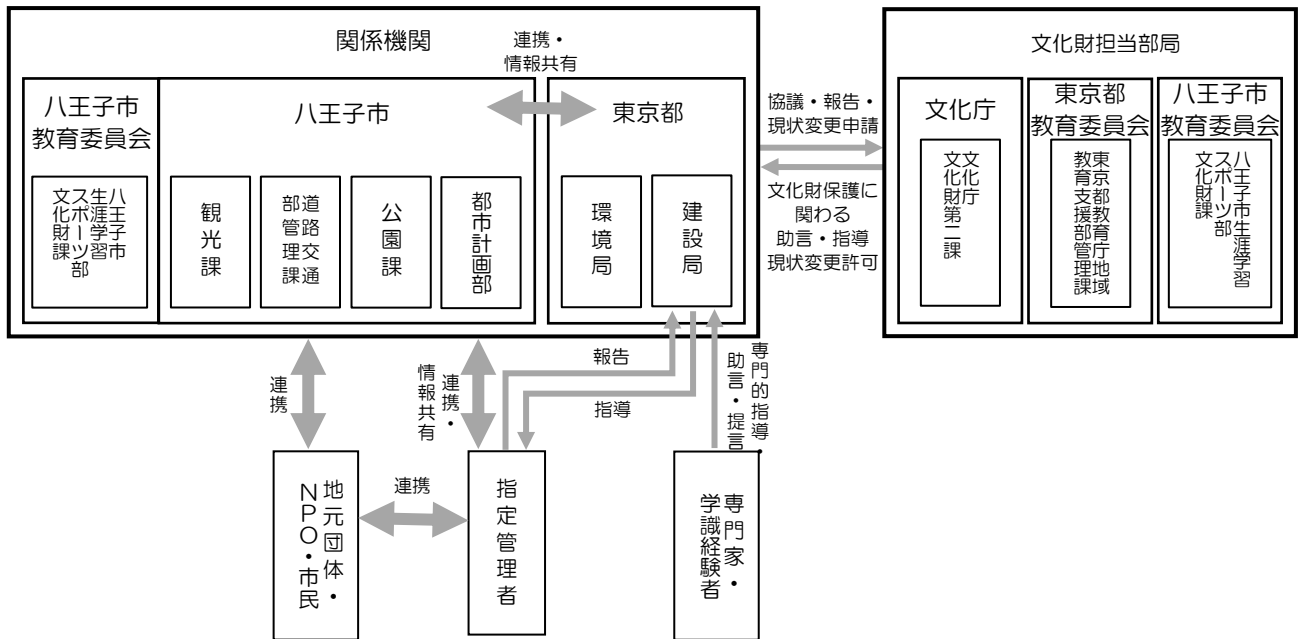 関係機関
連携・
情報共有
八王子市
教育委員会
八王子市
東京都
八王子市
生涯学習
スポーツ部
文化財課
観光課
道路交通
部管理課
公園課
都市計画部
環境局
建設局
協議・報告・
現状変更申請
文化財保護に
関わる
助言・指導
現状変更許可
文化財担当部局
文化庁
東京都
教育委員会
八王子市
教育委員会
文化庁
文化財第二課
東京都教育庁地域
教育支援部管理課
八王子市生涯学習
スポーツ部
文化財課
連携
連携・
情報共有
報告
指導
専門的指導・
助言・提言
地元団体・
NPO・市民
連携
指定管理者
専門家・
学識経験者